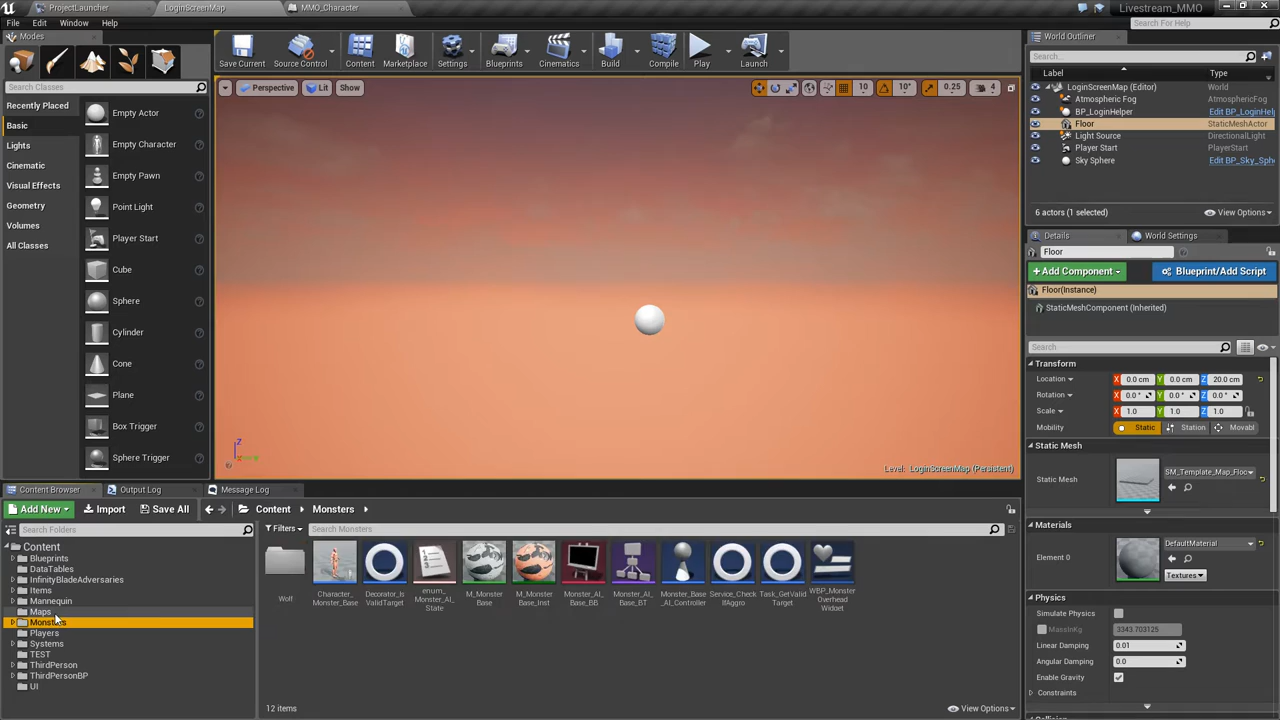 ProjectLauncher
LoginScreenMap
MMO_Character
Livestream_MMO
File Edit Window Help
Search For Help
Modes
Search Classes
Recently Placed
Basic
Lights
Cinematic
Visual Effects
Geometry
Volumes
All Classes
Empty Actor
Empty Character
Empty Pawn
Point Light
Player Start
Cube
Sphere
Cylinder
Cone
Plane
Box Trigger
Sphere Trigger
Save Current
Source Control
Content
Marketplace
Settings
Blueprints
Cinematics
Build
Compile
Play
Launch
Perspective Lit Show
10 10° 0.25 4
Z
Level: LoginScreenMap (Persistent)
World Outliner
Search...
Label Type
LoginScreenMap (Editor) World
Atmospheric Fog AtmosphericFog
BP_LoginHelper Edit BP_LoginHelp
Floor StaticMeshActor
Light Source DirectionalLight
Player Start PlayerStart
Sky Sphere Edit BP_Sky_Sph
6 actors (1 selected) View Options
Details World Settings
Floor
+Add Component Blueprint/Add Script
Floor(Instance)
StaticMeshComponent (Inherited)
Search
Transform
Location X 0.0 cm Y 0.0 cm Z 20.0 cm
Rotation X 0.0° Y 0.0° Z 0.0°
Scale X 1.0 Y 1.0 Z 1.0
Mobility Static Station Movabl
Static Mesh
Static Mesh SM_Template_Map_Floo
Materials
Element 0 DefaultMaterial
Textures
Physics
Simulate Physics
MassInKg 3343.703125
Linear Damping 0.01
Angular Damping 0.0
Enable Gravity
Constraints
Content Browser Output Log Message Log
Add New Import Save All Content Monsters
Search Folders
Filters Search Monsters
Content
Blueprints
DataTables
InfinityBladeAdversaries
Items
Mannequin
Maps
Monsters
Players
Systems
TEST
ThirdPerson
ThirdPersonBP
UI
Wolf
Character_
Monster_Base
Decorator_Is
ValidTarget
enum_
Monster_AI_
State
M_Monster
Base
M_Monster
Base_Inst
Monster_AI_
Base_BB
Monster_AI_
Base_BT
Monster_Base_
AI_Controller
Service_Check
IfAggro
Task_GetValid
Target
WBP_Monster
Overhead
Widget
12 items
View Options